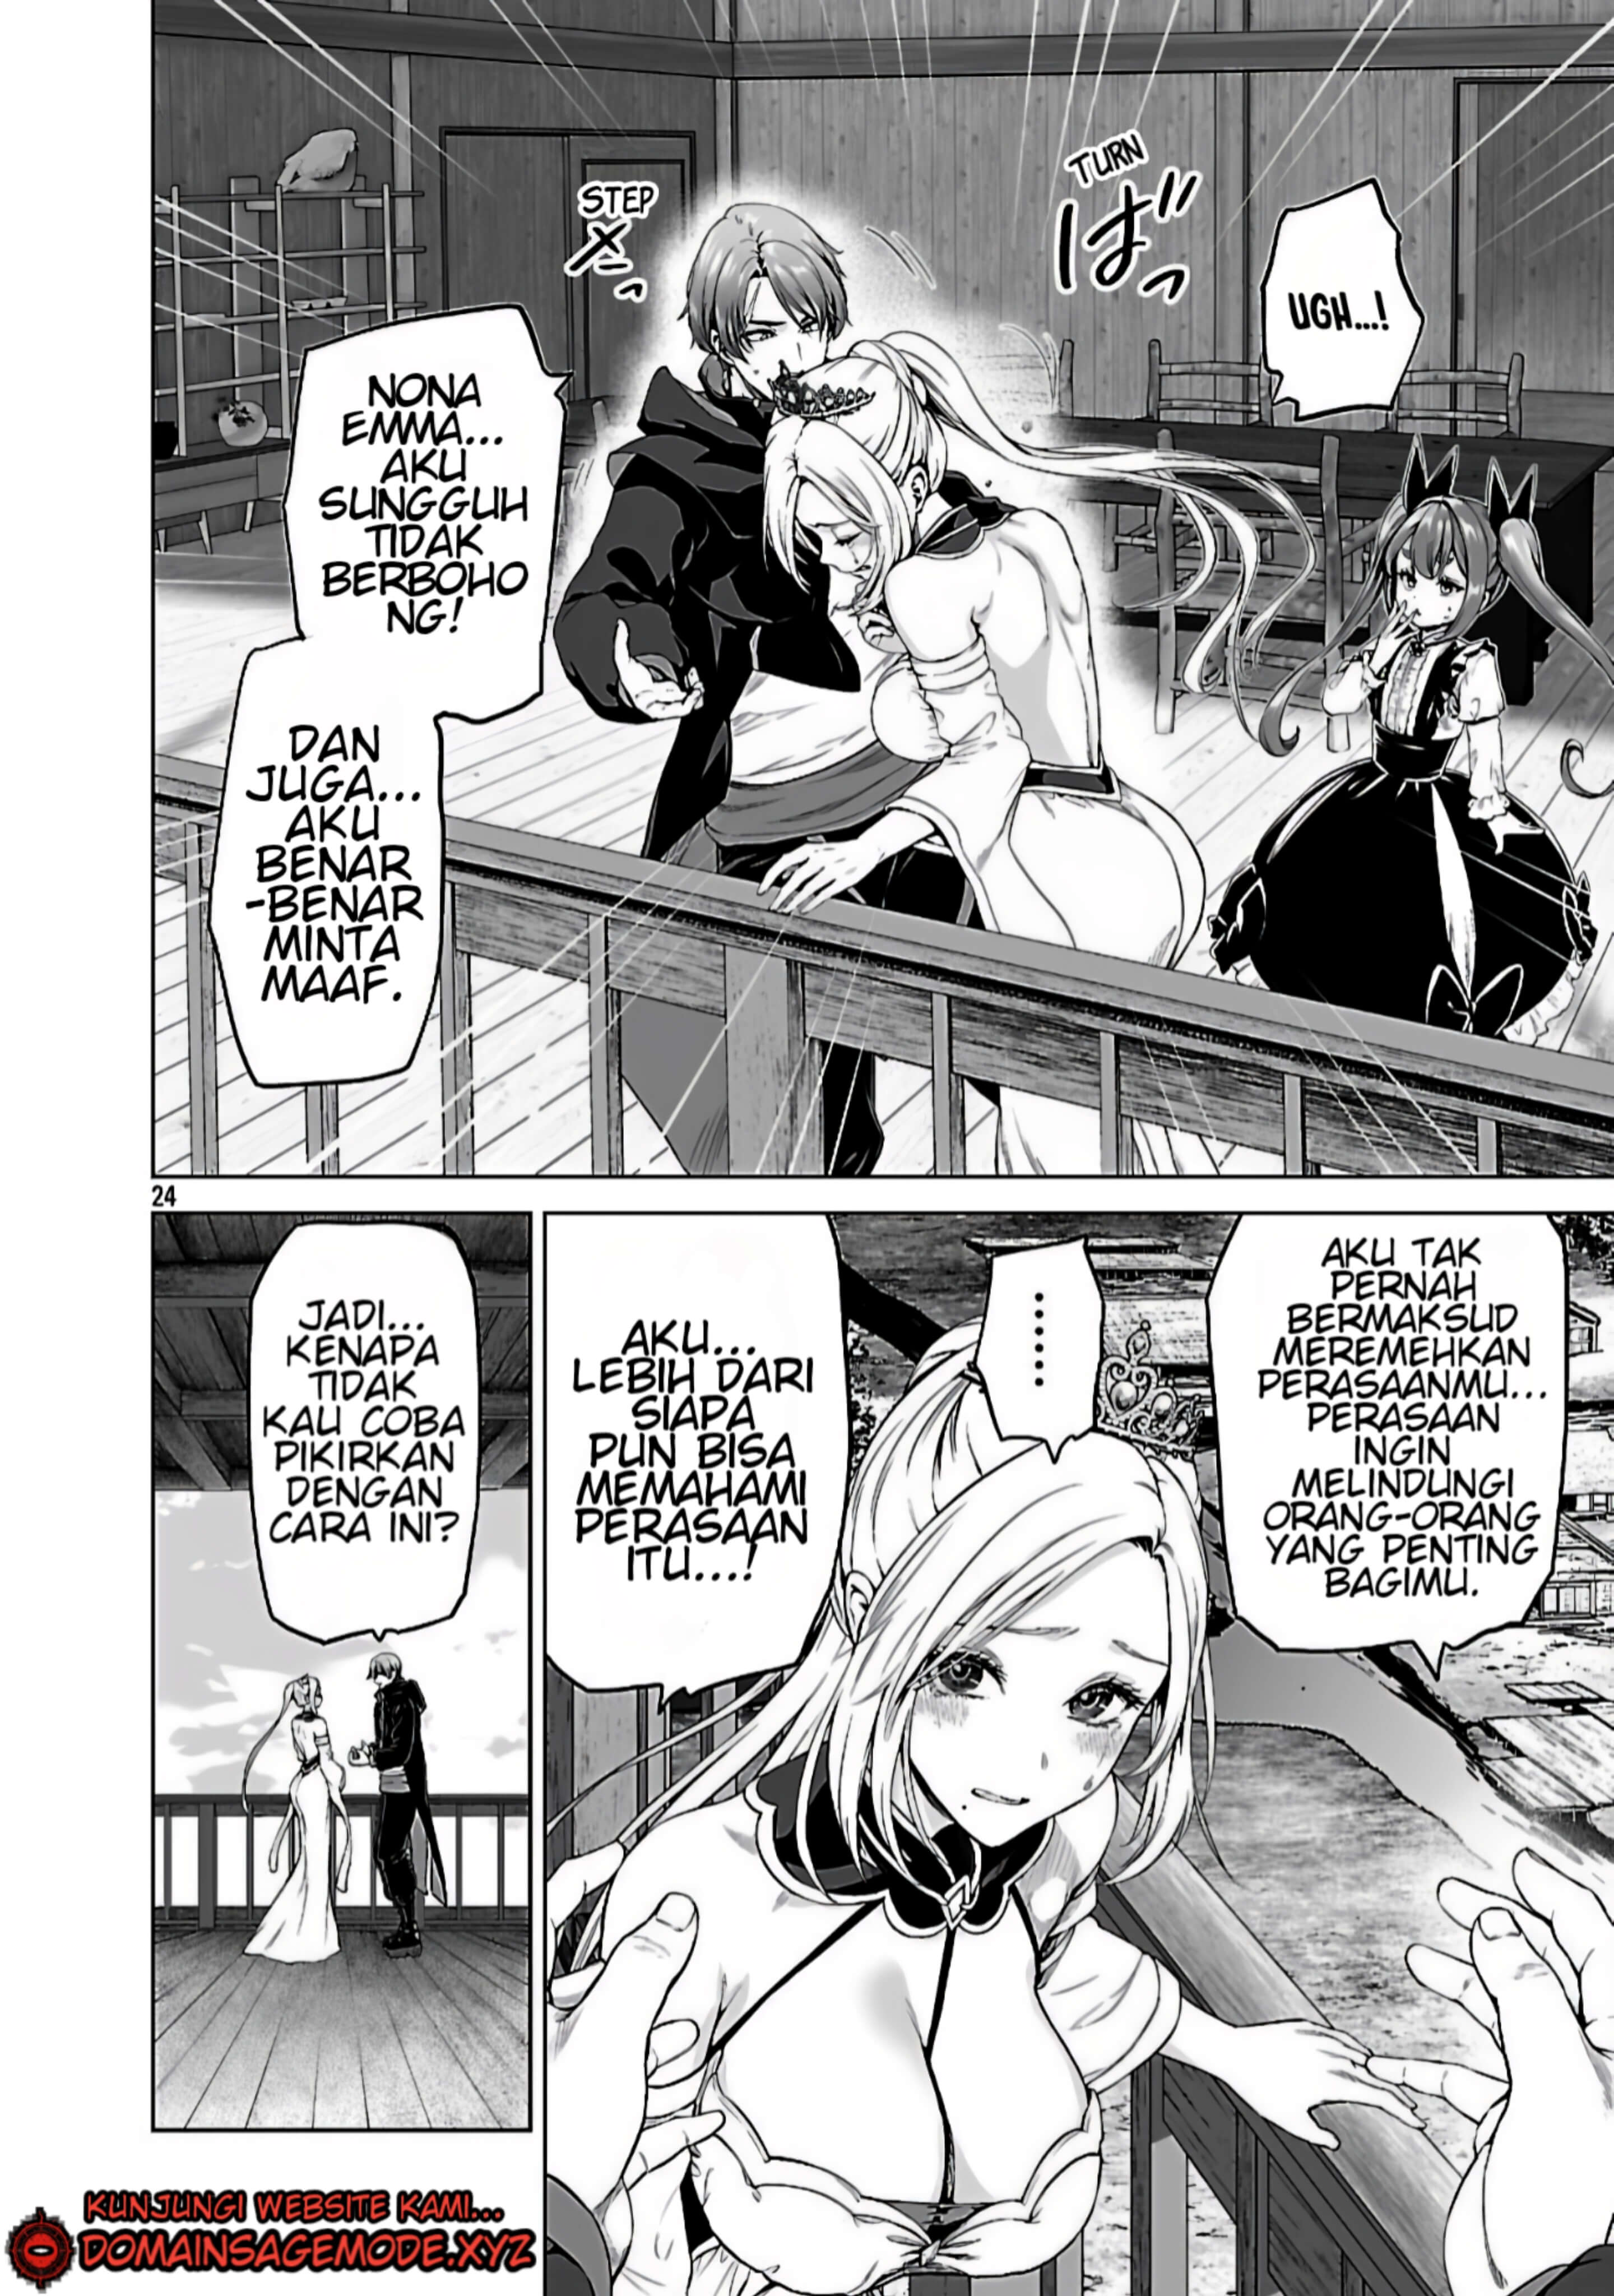 UGH...!
TURN
ばっ
STEP
NONA
EMMA...
AKU
SUNGGUH
TIDAK
BERBOHO
NG!
DAN
JUGA...
AKU
BENAR
-BENAR
MINTA
MAAF.
24
AKU TAK
PERNAH
BERMAKSUD
MEREMEHKAN
PERASAANMU...
PERASAAN
INGIN
MELINDUNGI
ORANG-ORANG
YANG PENTING
BAGIMU.
......
AKU...
LEBIH DARI
SIAPA
PUN BISA
MEMAHAMI
PERASAAN
ITU...!
JADI...
KENAPA
TIDAK
KAU COBA
PIKIRKAN
DENGAN
CARA INI?
KUNJUNGI WEBSITE KAMI...
DOMAINSAGEMODE.XYZ